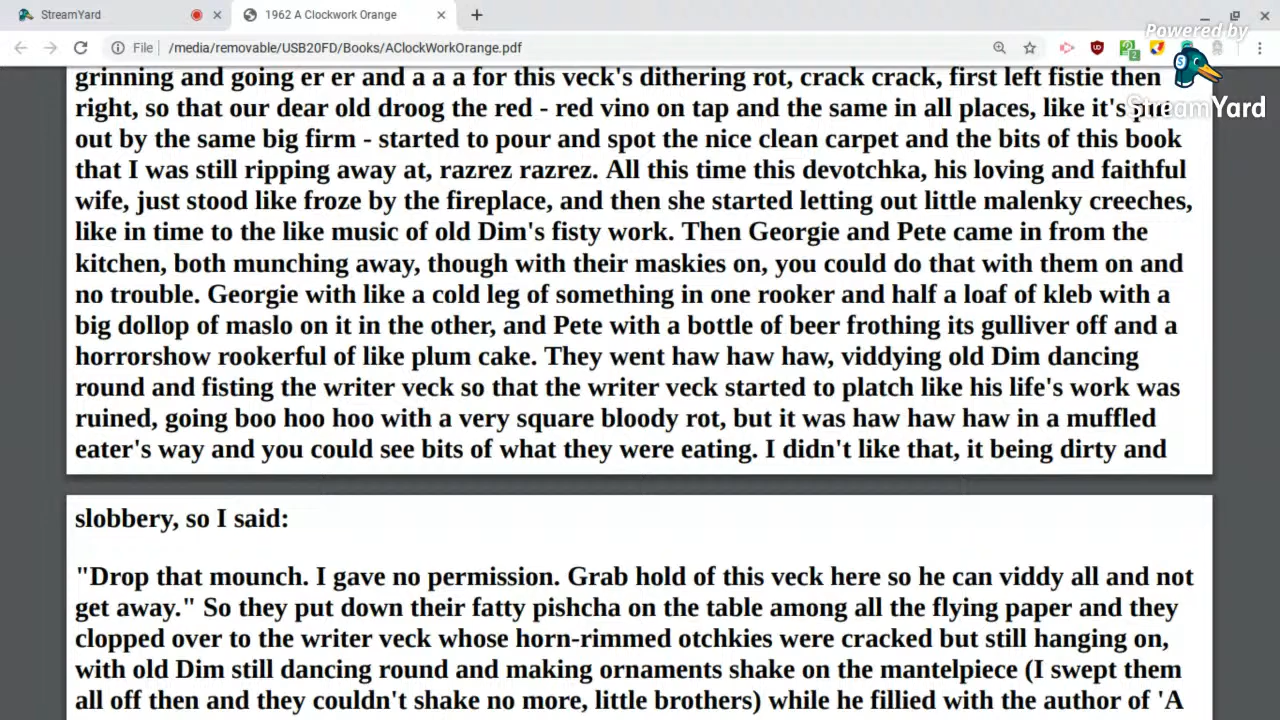 StreamYard
1962 A Clockwork Orange
File | /media/removable/USB20FD/Books/AClockWorkOrange.pdf
Powered by
StreamYard
grinning and going er er and a a a for this veck's dithering rot, crack crack, first left fistie then
right, so that our dear old droog the red - red vino on tap and the same in all places, like it's put
out by the same big firm - started to pour and spot the nice clean carpet and the bits of this book
that I was still ripping away at, razrez razrez. All this time this devotchka, his loving and faithful
wife, just stood like froze by the fireplace, and then she started letting out little malenky creeches,
like in time to the like music of old Dim's fisty work. Then Georgie and Pete came in from the
kitchen, both munching away, though with their maskies on, you could do that with them on and
no trouble. Georgie with like a cold leg of something in one rooker and half a loaf of kleb with a
big dollop of maslo on it in the other, and Pete with a bottle of beer frothing its gulliver off and a
horrorshow rookerful of like plum cake. They went haw haw haw, viddying old Dim dancing
round and fisting the writer veck so that the writer veck started to platch like his life's work was
ruined, going boo hoo hoo with a very square bloody rot, but it was haw haw haw in a muffled
eater's way and you could see bits of what they were eating. I didn't like that, it being dirty and
slobbery, so I said:
"Drop that mounch. I gave no permission. Grab hold of this veck here so he can viddy all and not
get away." So they put down their fatty pishcha on the table among all the flying paper and they
clopped over to the writer veck whose horn-rimmed otchkies were cracked but still hanging on,
with old Dim still dancing round and making ornaments shake on the mantelpiece (I swept them
all off then and they couldn't shake no more, little brothers) while he fillied with the author of 'A